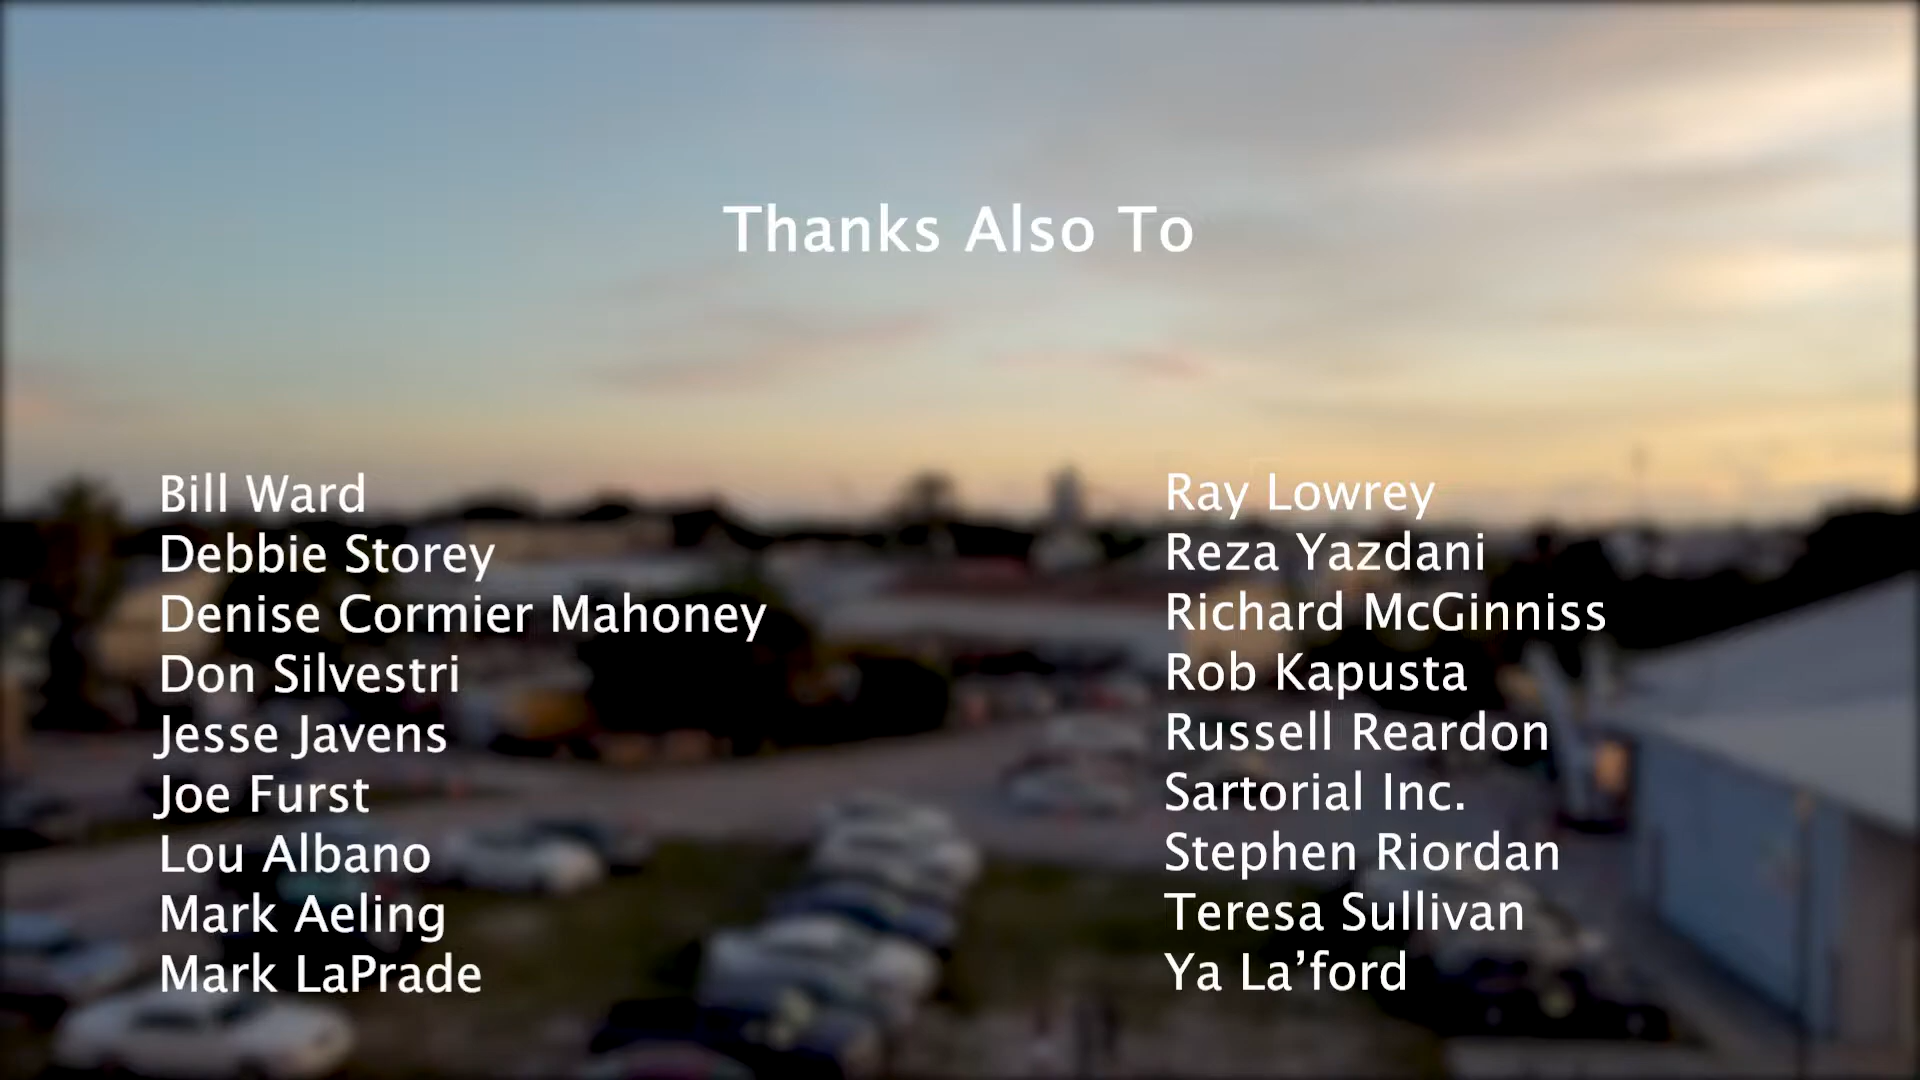 Thanks Also To
Bill Ward
Debbie Storey
Denise Cormier Mahoney
Don Silvestri
Jesse Javens
Joe Furst
Lou Albano
Mark Aeling
Mark LaPrade
Ray Lowrey
Reza Yazdani
Richard McGinniss
Rob Kapusta
Russell Reardon
Sartorial Inc.
Stephen Riordan
Teresa Sullivan
Ya La’ford